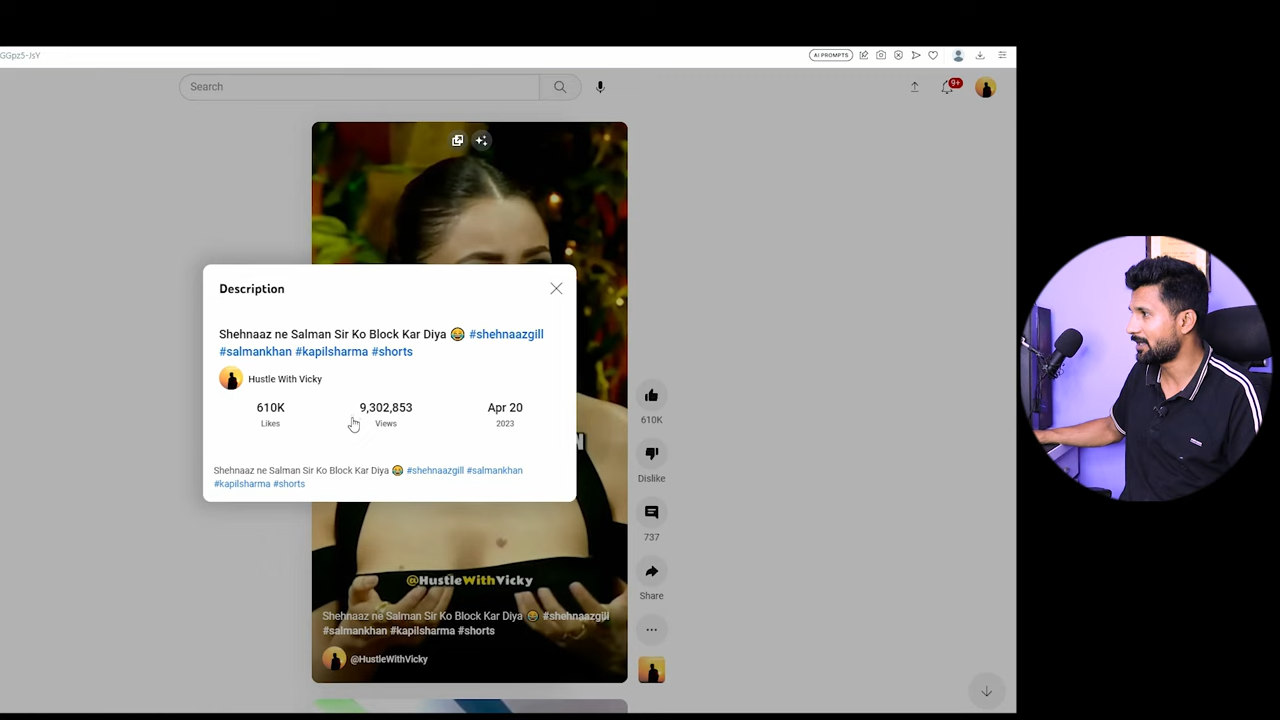 GGpz5-JsY
AI PROMPTS
Search
9+
Description
Shehnaaz ne Salman Sir Ko Block Kar Diya 😂 #shehnaazgill
#salmankhan #kapilsharma #shorts
Hustle With Vicky
610K 9,302,853 Apr 20
Likes Views 2023
Shehnaaz ne Salman Sir Ko Block Kar Diya 😂 #shehnaazgill #salmankhan
#kapilsharma #shorts
610K
Dislike
737
Share
@HustleWithVicky
Shehnaaz ne Salman Sir Ko Block Kar Diya 😂 #shehnaazgill
#salmankhan #kapilsharma #shorts
@HustleWithVicky